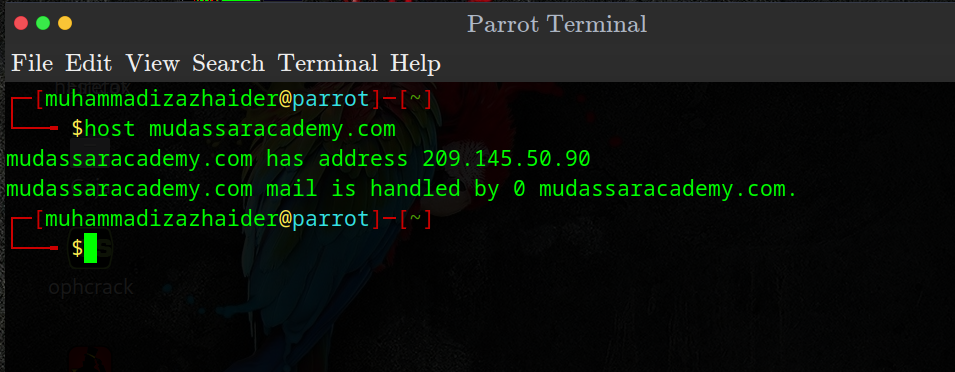 Parrot Terminal
File Edit View Search Terminal Help
┌─[muhammadizazhaider@parrot]─[~]
└──╼ $host mudassaracademy.com
mudassaracademy.com has address 209.145.50.90
mudassaracademy.com mail is handled by 0 mudassaracademy.com.
┌─[muhammadizazhaider@parrot]─[~]
└──╼ $
ophcrack